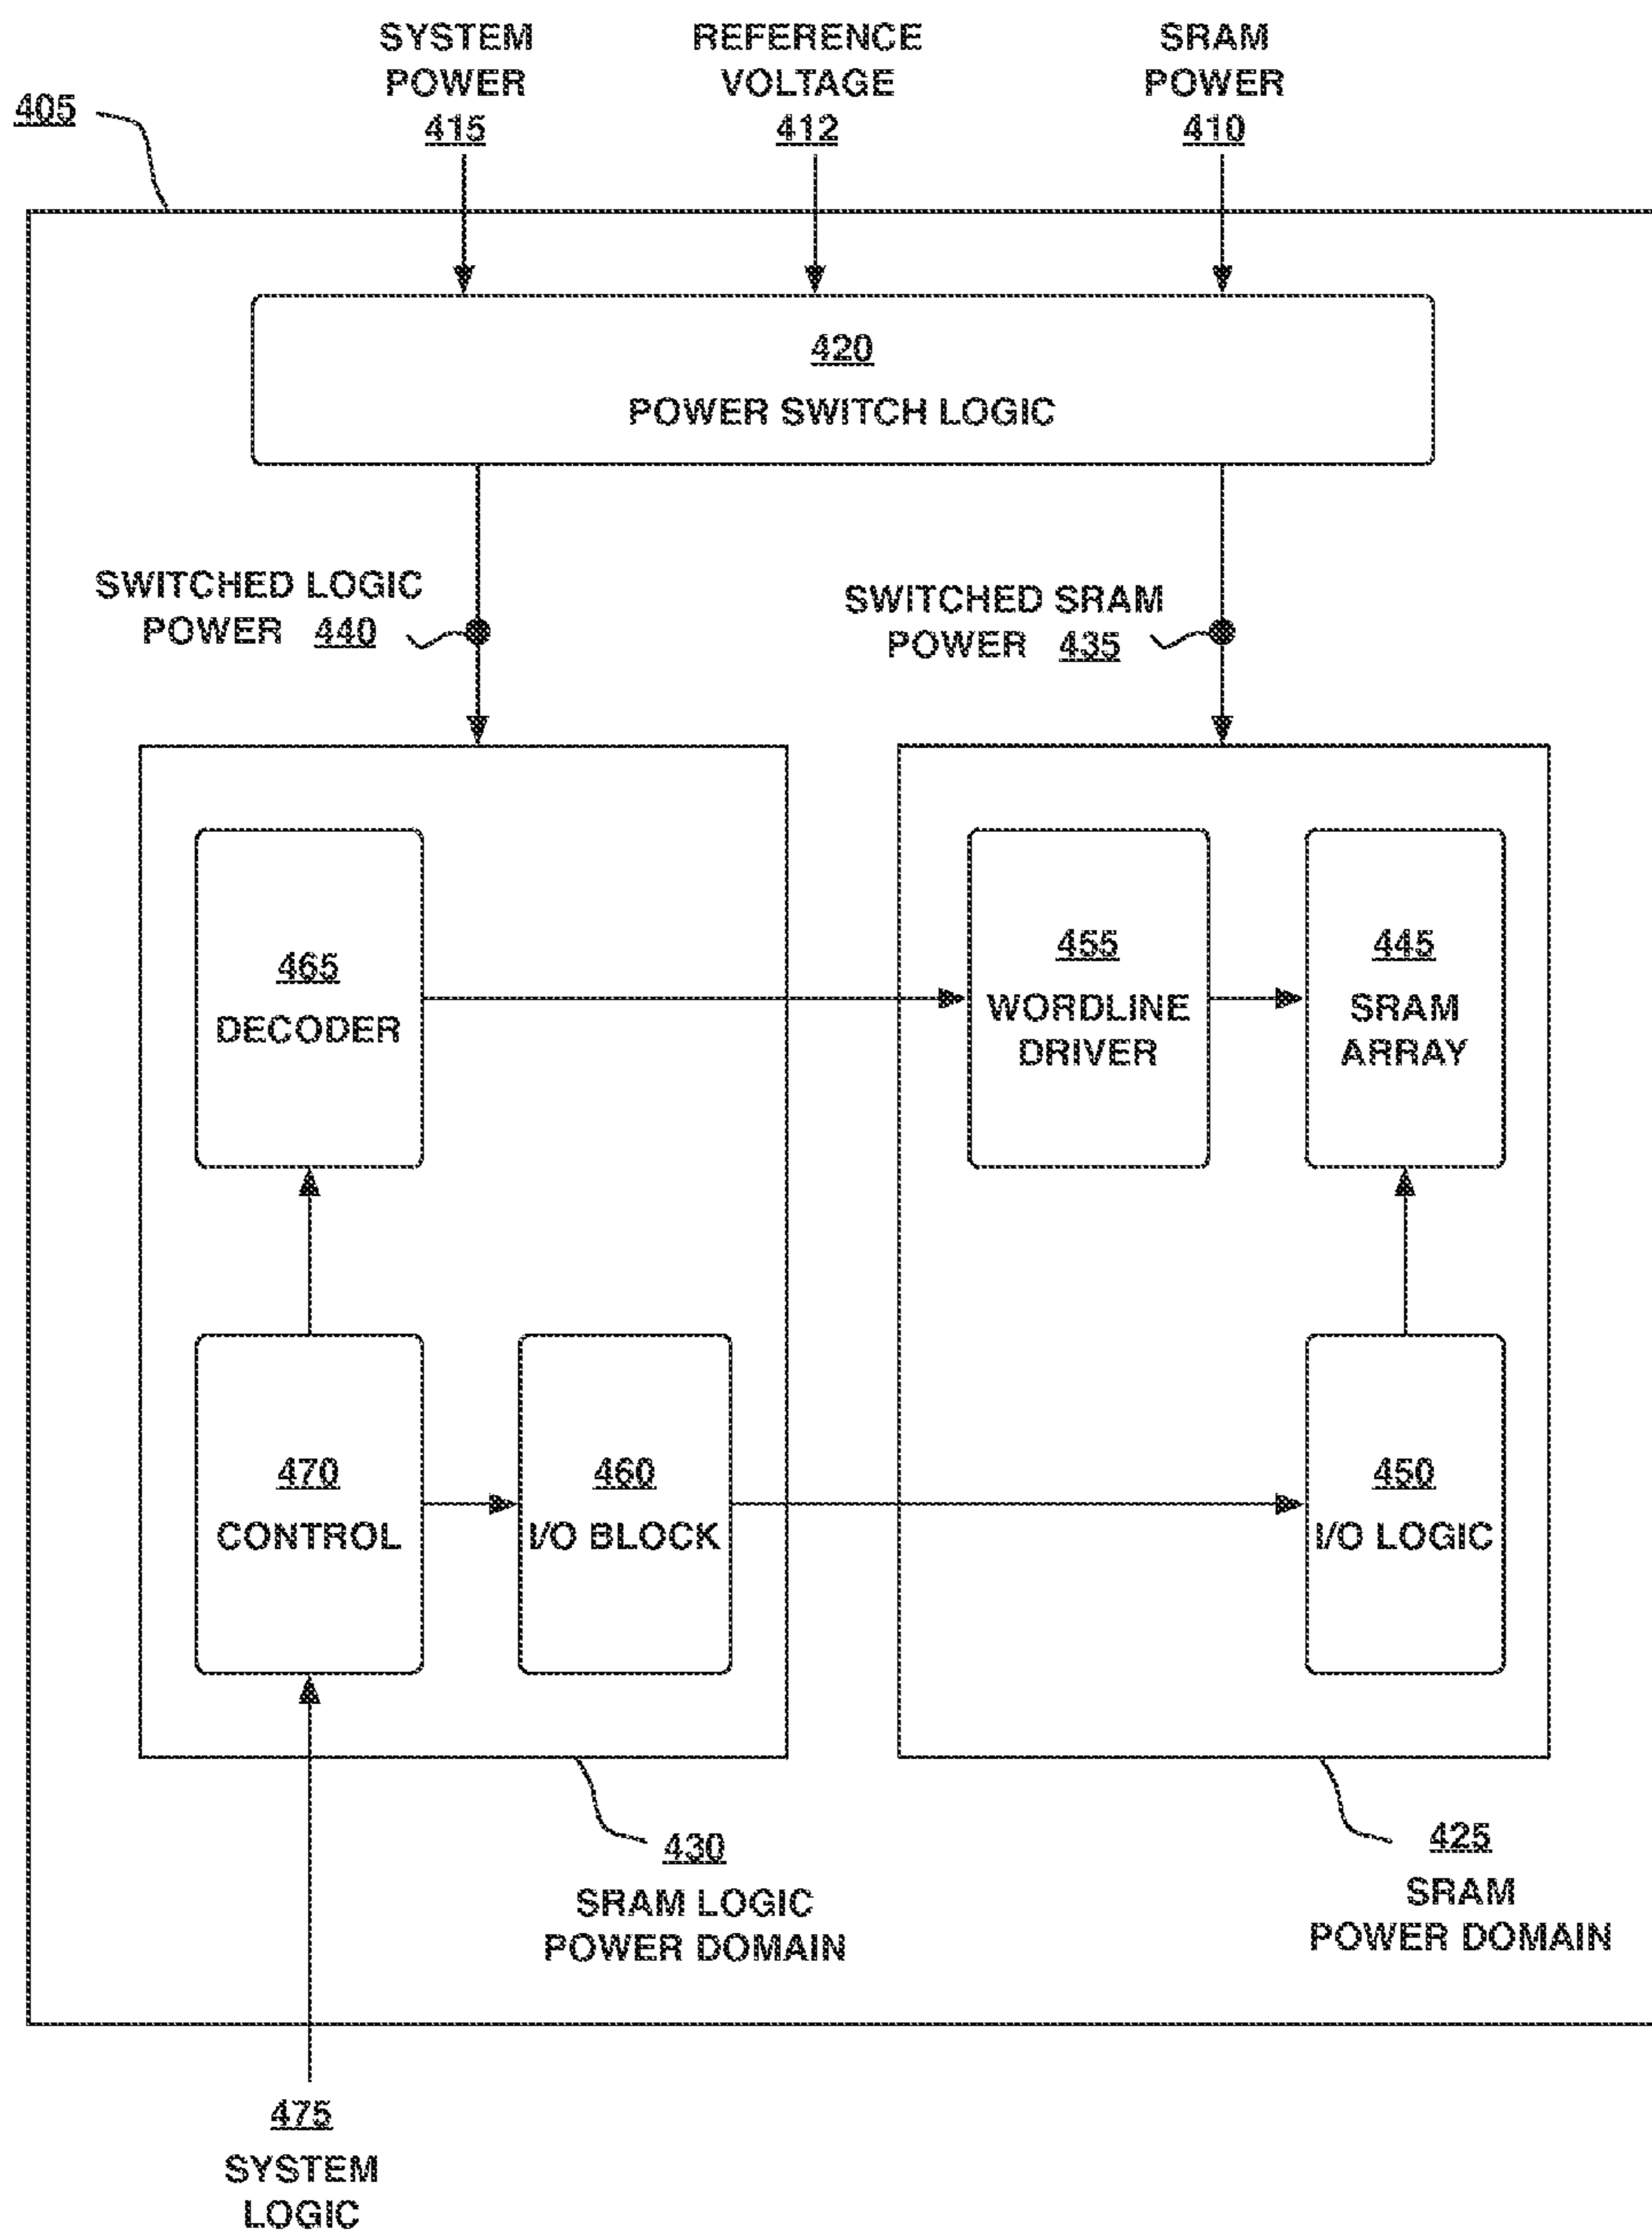 SYSTEM
POWER
415
REFERENCE
VOLTAGE
412
SRAM
POWER
410
405
420
POWER SWITCH LOGIC
SWITCHED LOGIC
POWER 440
SWITCHED SRAM
POWER 435
465
DECODER
455
WORDLINE
DRIVER
445
SRAM
ARRAY
470
CONTROL
460
I/O BLOCK
450
I/O LOGIC
430
SRAM LOGIC
POWER DOMAIN
425
SRAM
POWER DOMAIN
475
SYSTEM
LOGIC